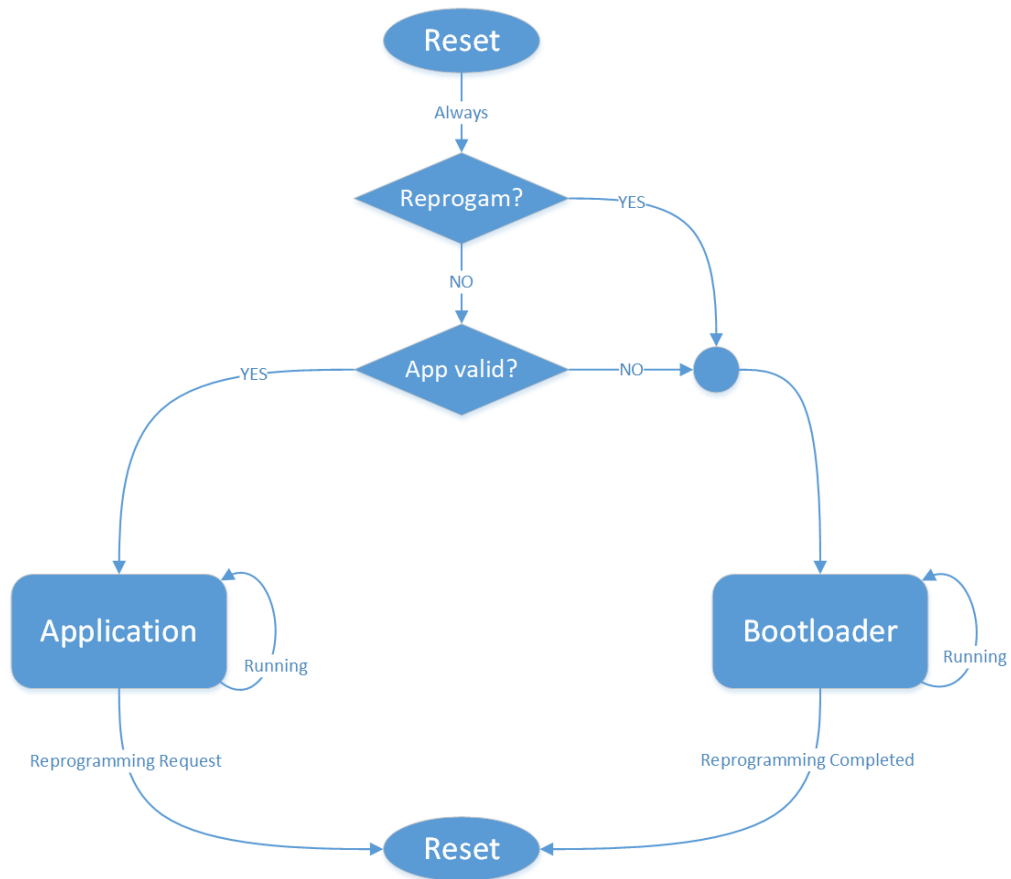 Reset
Always
Reprogam?
YES
NO
App valid?
YES
NO
Application
Running
Bootloader
Running
Reprogramming Request
Reprogramming Completed
Reset